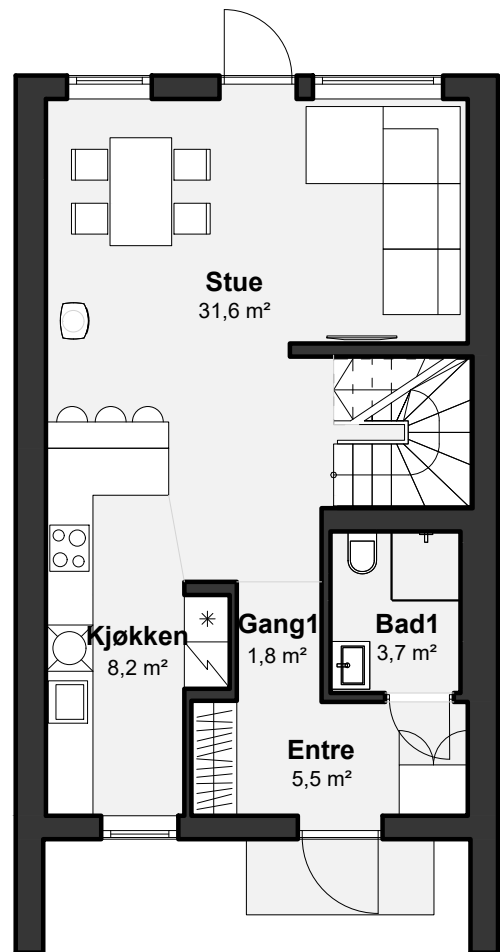 Stue
31,6 m²
Kjøkken
8,2 m²
Gang1
1,8 m²
Bad1
3,7 m²
Entre
5,5 m²